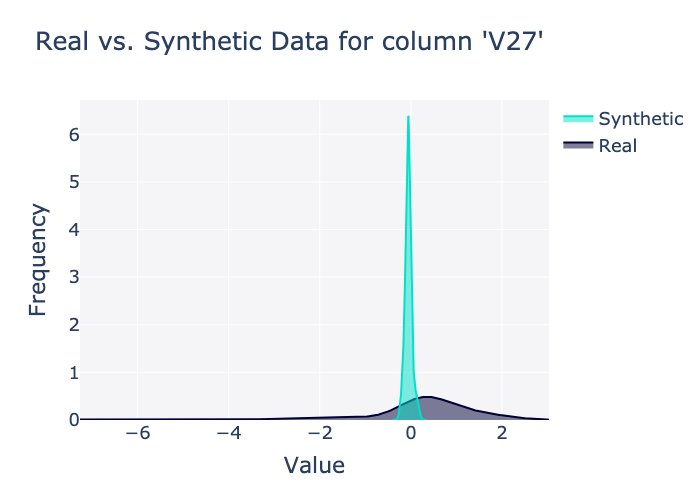 Real vs. Synthetic Data for column 'V27'
Synthetic
Real
Frequency
6
5
4
3
2
1
0
−6
−4
−2
0
2
Value